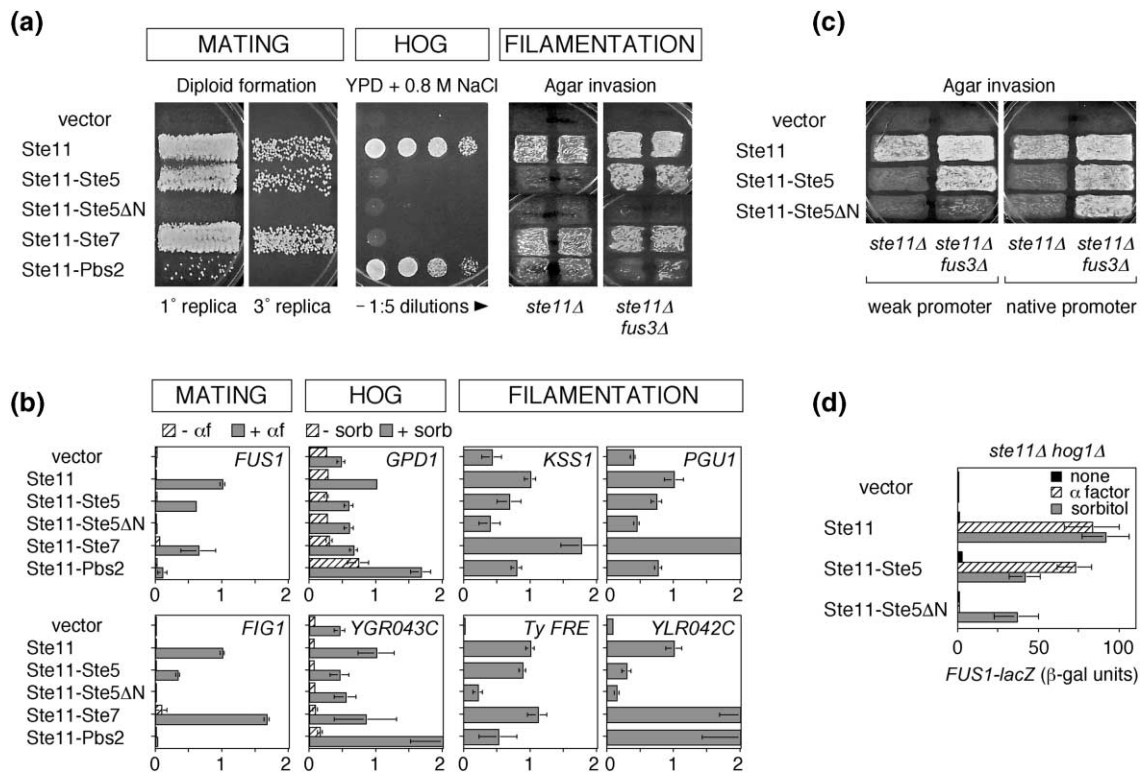 (a)
MATING HOG FILAMENTATION
Diploid formation YPD + 0.8 M NaCl Agar invasion
vector
Ste11
Ste11-Ste5
Ste11-Ste5ΔN
Ste11-Ste7
Ste11-Pbs2
1° replica 3° replica – 1:5 dilutions ► ste11Δ ste11Δ
fus3Δ
(c)
Agar invasion
vector
Ste11
Ste11-Ste5
Ste11-Ste5ΔN
ste11Δ ste11Δ ste11Δ ste11Δ
fus3Δ fus3Δ
weak promoter native promoter
(b)
MATING HOG FILAMENTATION
- αf + αf - sorb + sorb
vector FUS1 GPD1 KSS1 PGU1
Ste11
Ste11-Ste5
Ste11-Ste5ΔN
Ste11-Ste7
Ste11-Pbs2
0 1 2 0 1 2 0 1 2 0 1 2
vector FIG1 YGR043C Ty FRE YLR042C
Ste11
Ste11-Ste5
Ste11-Ste5ΔN
Ste11-Ste7
Ste11-Pbs2
0 1 2 0 1 2 0 1 2 0 1 2
(d)
ste11Δ hog1Δ
none
α factor
sorbitol
vector
Ste11
Ste11-Ste5
Ste11-Ste5ΔN
0 50 100
FUS1-lacZ (β-gal units)